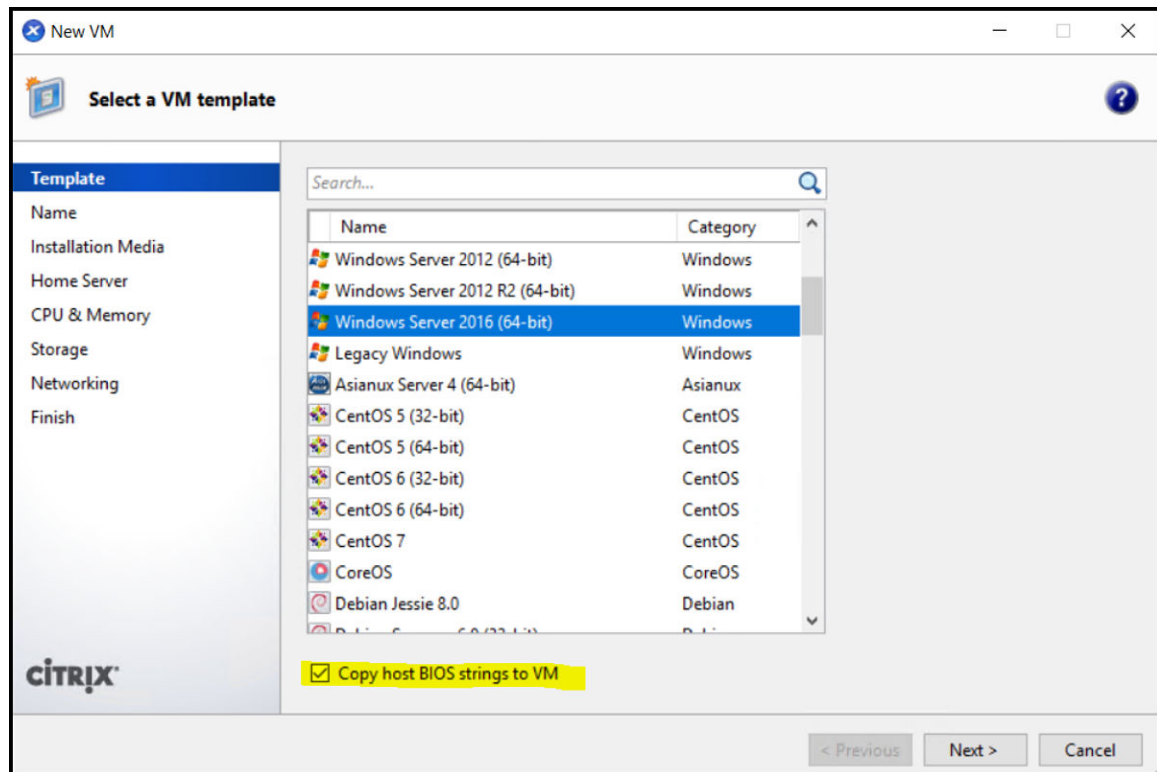 New VM
Select a VM template
?
Template
Name
Installation Media
Home Server
CPU & Memory
Storage
Networking
Finish
CİTRIX
Search...
Name Category
Windows Server 2012 (64-bit) Windows
Windows Server 2012 R2 (64-bit) Windows
Windows Server 2016 (64-bit) Windows
Legacy Windows Windows
Asianux Server 4 (64-bit) Asianux
CentOS 5 (32-bit) CentOS
CentOS 5 (64-bit) CentOS
CentOS 6 (32-bit) CentOS
CentOS 6 (64-bit) CentOS
CentOS 7 CentOS
CoreOS CoreOS
Debian Jessie 8.0 Debian
Copy host BIOS strings to VM
< Previous Next > Cancel